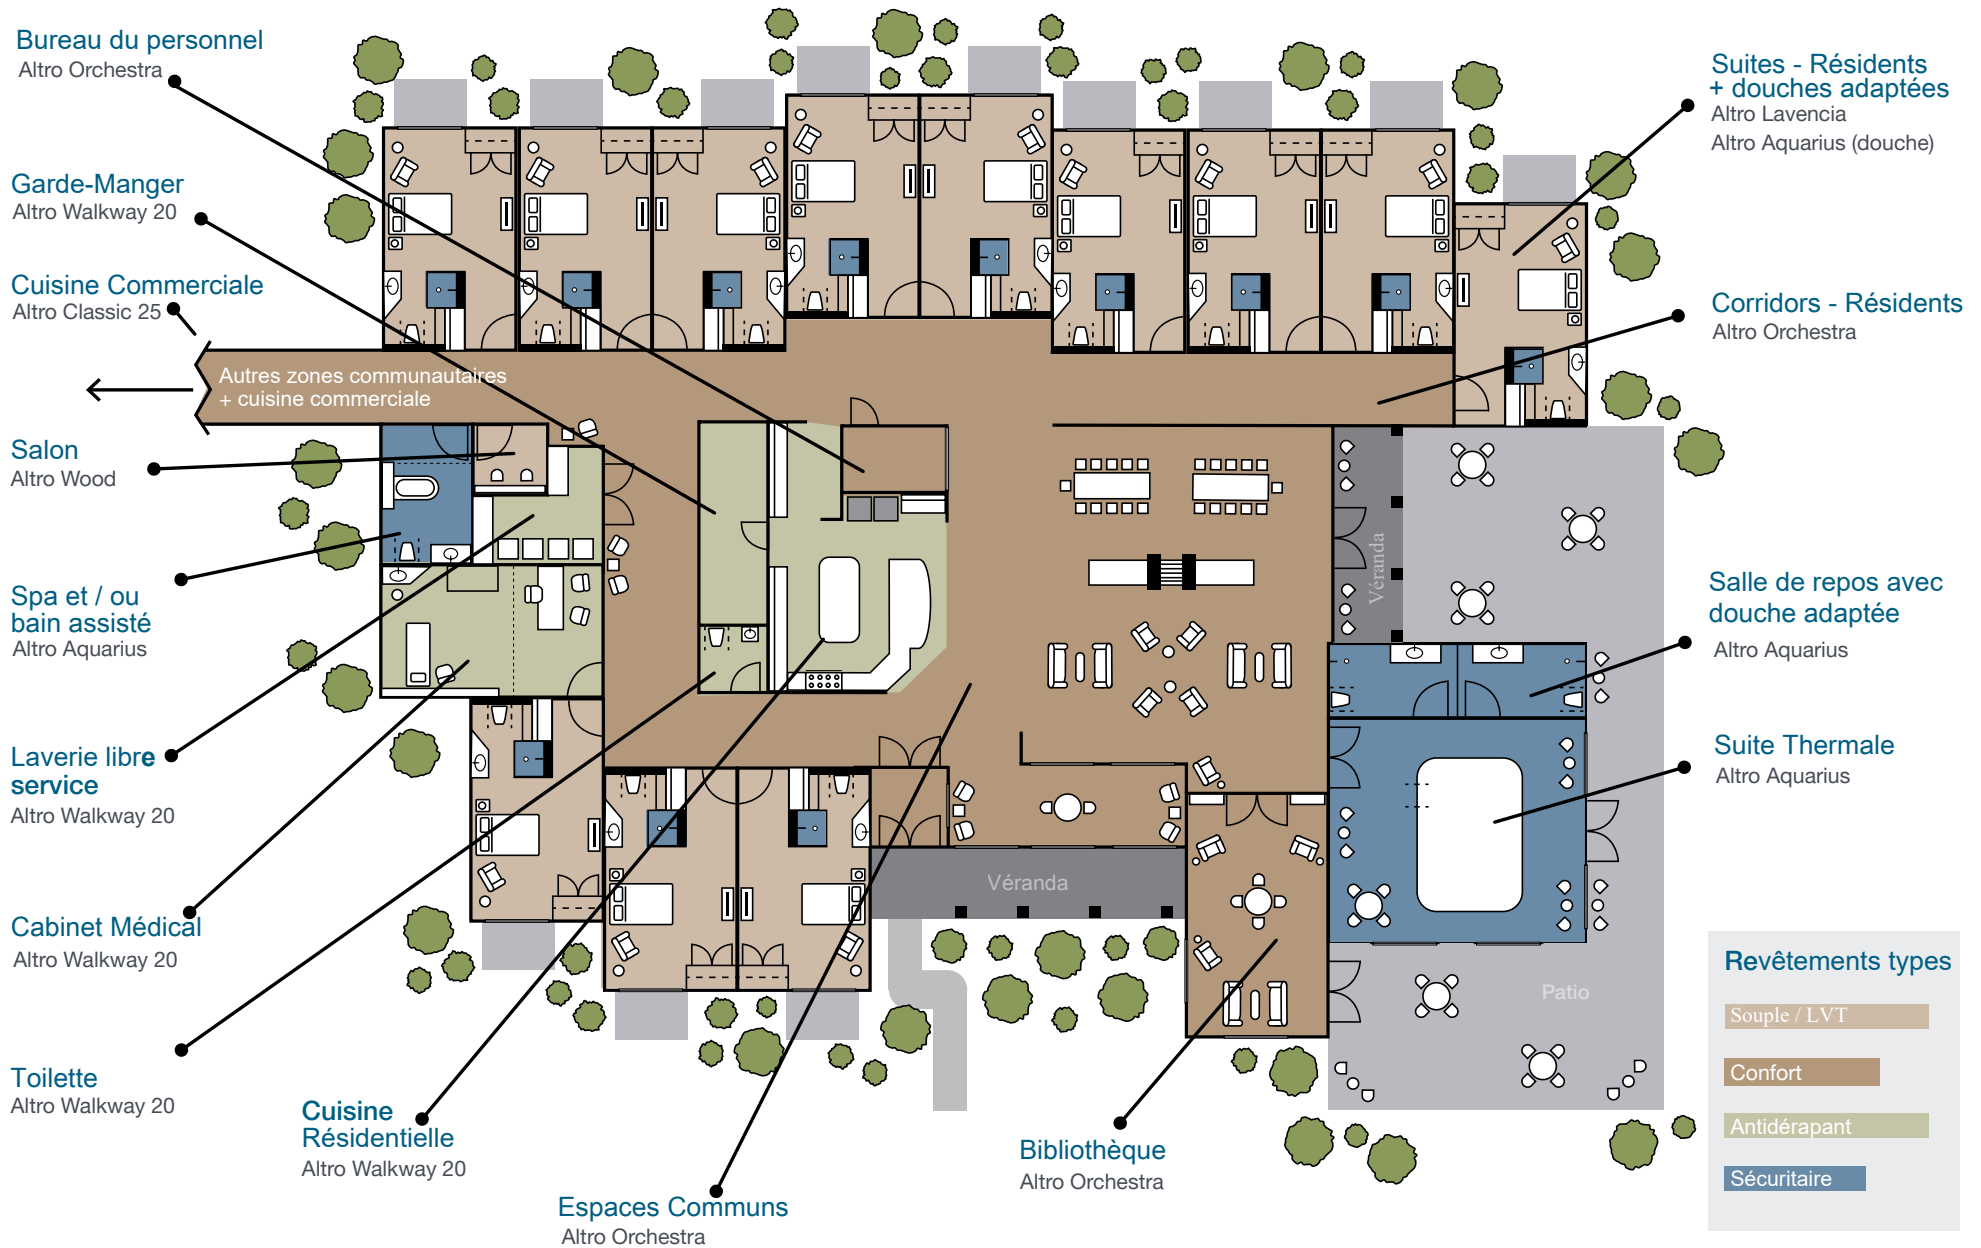 Bureau du personnel
Altro Orchestra
Garde-Manger
Altro Walkway 20
Cuisine Commerciale
Altro Classic 25
Autres zones communautaires
+ cuisine commerciale
Salon
Altro Wood
Spa et / ou
bain assisté
Altro Aquarius
Laverie libre
service
Altro Walkway 20
Cabinet Médical
Altro Walkway 20
Toilette
Altro Walkway 20
Cuisine
Résidentielle
Altro Walkway 20
Espaces Communs
Altro Orchestra
Bibliothèque
Altro Orchestra
Véranda
Véranda
Patio
Suites - Résidents
+ douches adaptées
Altro Lavencia
Altro Aquarius (douche)
Corridors - Résidents
Altro Orchestra
Salle de repos avec
douche adaptée
Altro Aquarius
Suite Thermale
Altro Aquarius
Revêtements types
Souple / LVT
Confort
Antidérapant
Sécuritaire